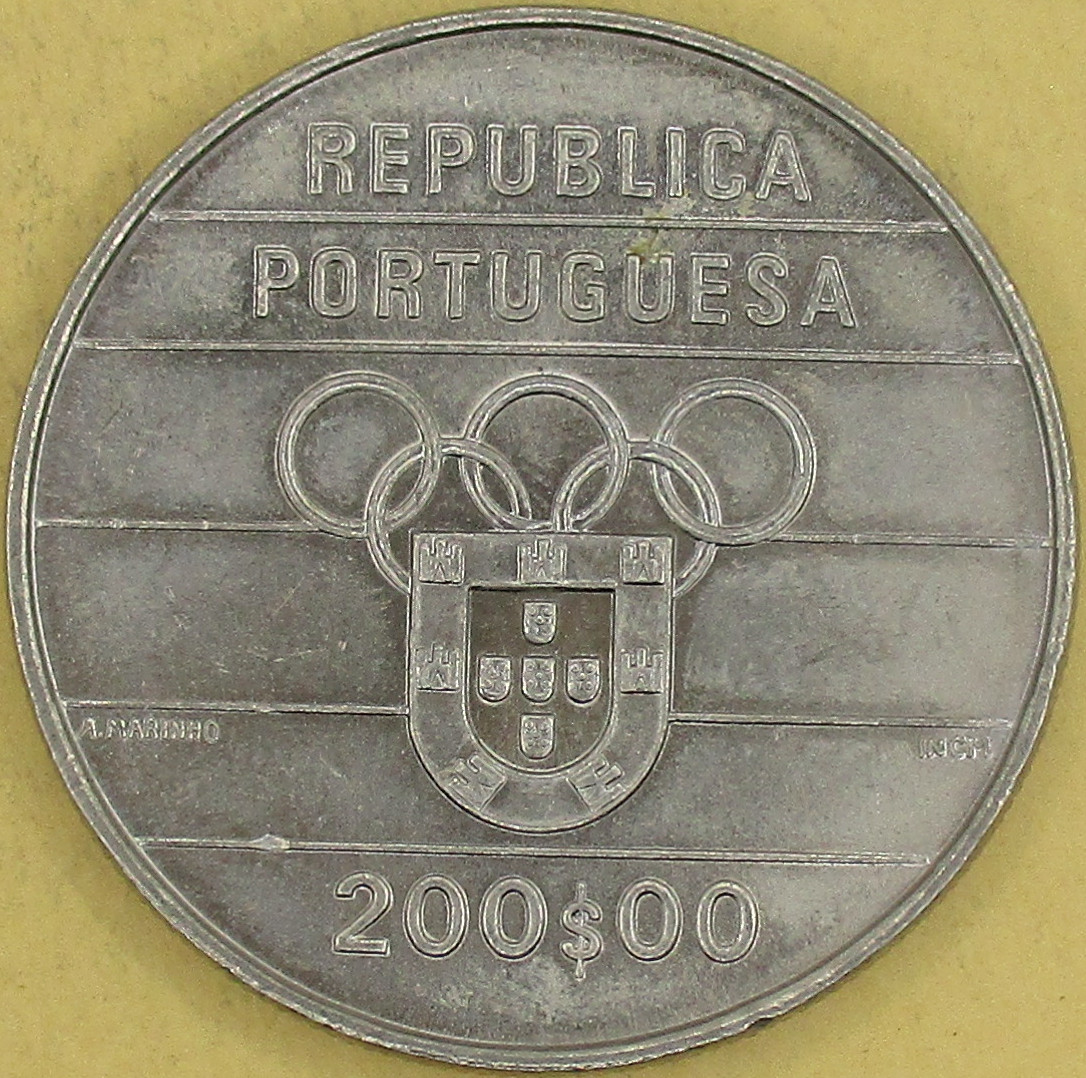 REPUBLICA
PORTUGUESA
A.MARINHO
INCM
200$00